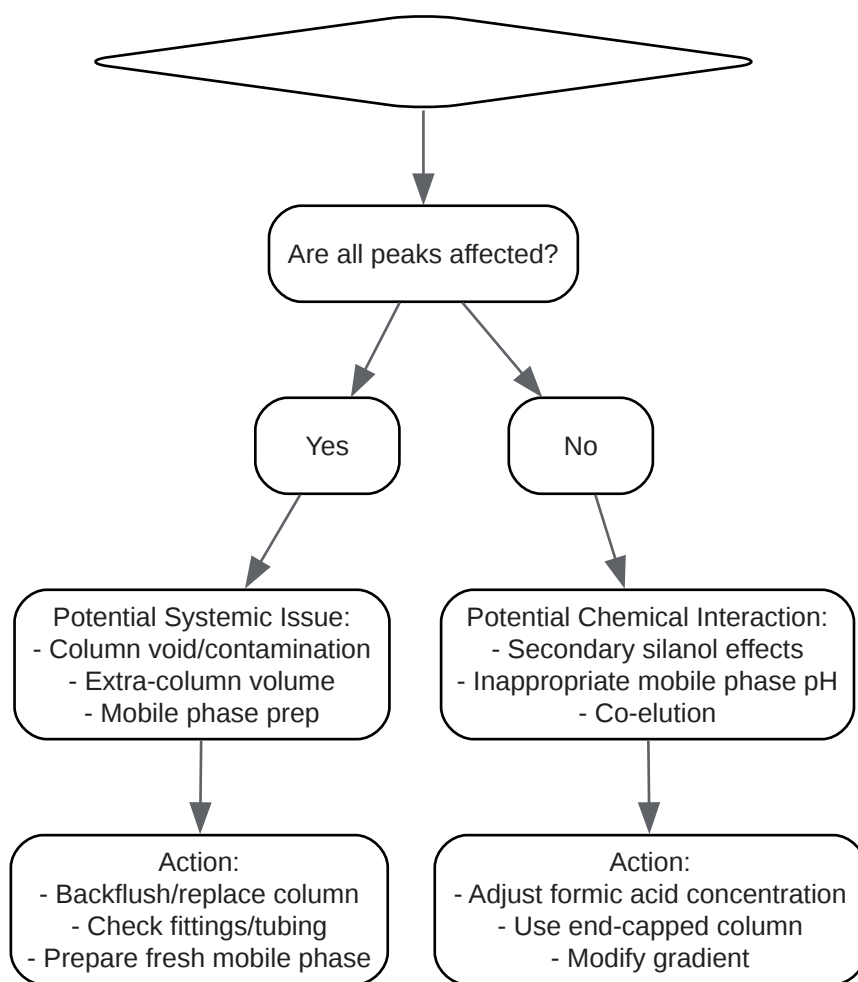 Are all peaks affected?
Yes
No
Potential Systemic Issue:
- Column void/contamination
- Extra-column volume
- Mobile phase prep
Potential Chemical Interaction:
- Secondary silanol effects
- Inappropriate mobile phase pH
- Co-elution
Action:
- Backflush/replace column
- Check fittings/tubing
- Prepare fresh mobile phase
Action:
- Adjust formic acid concentration
- Use end-capped column
- Modify gradient